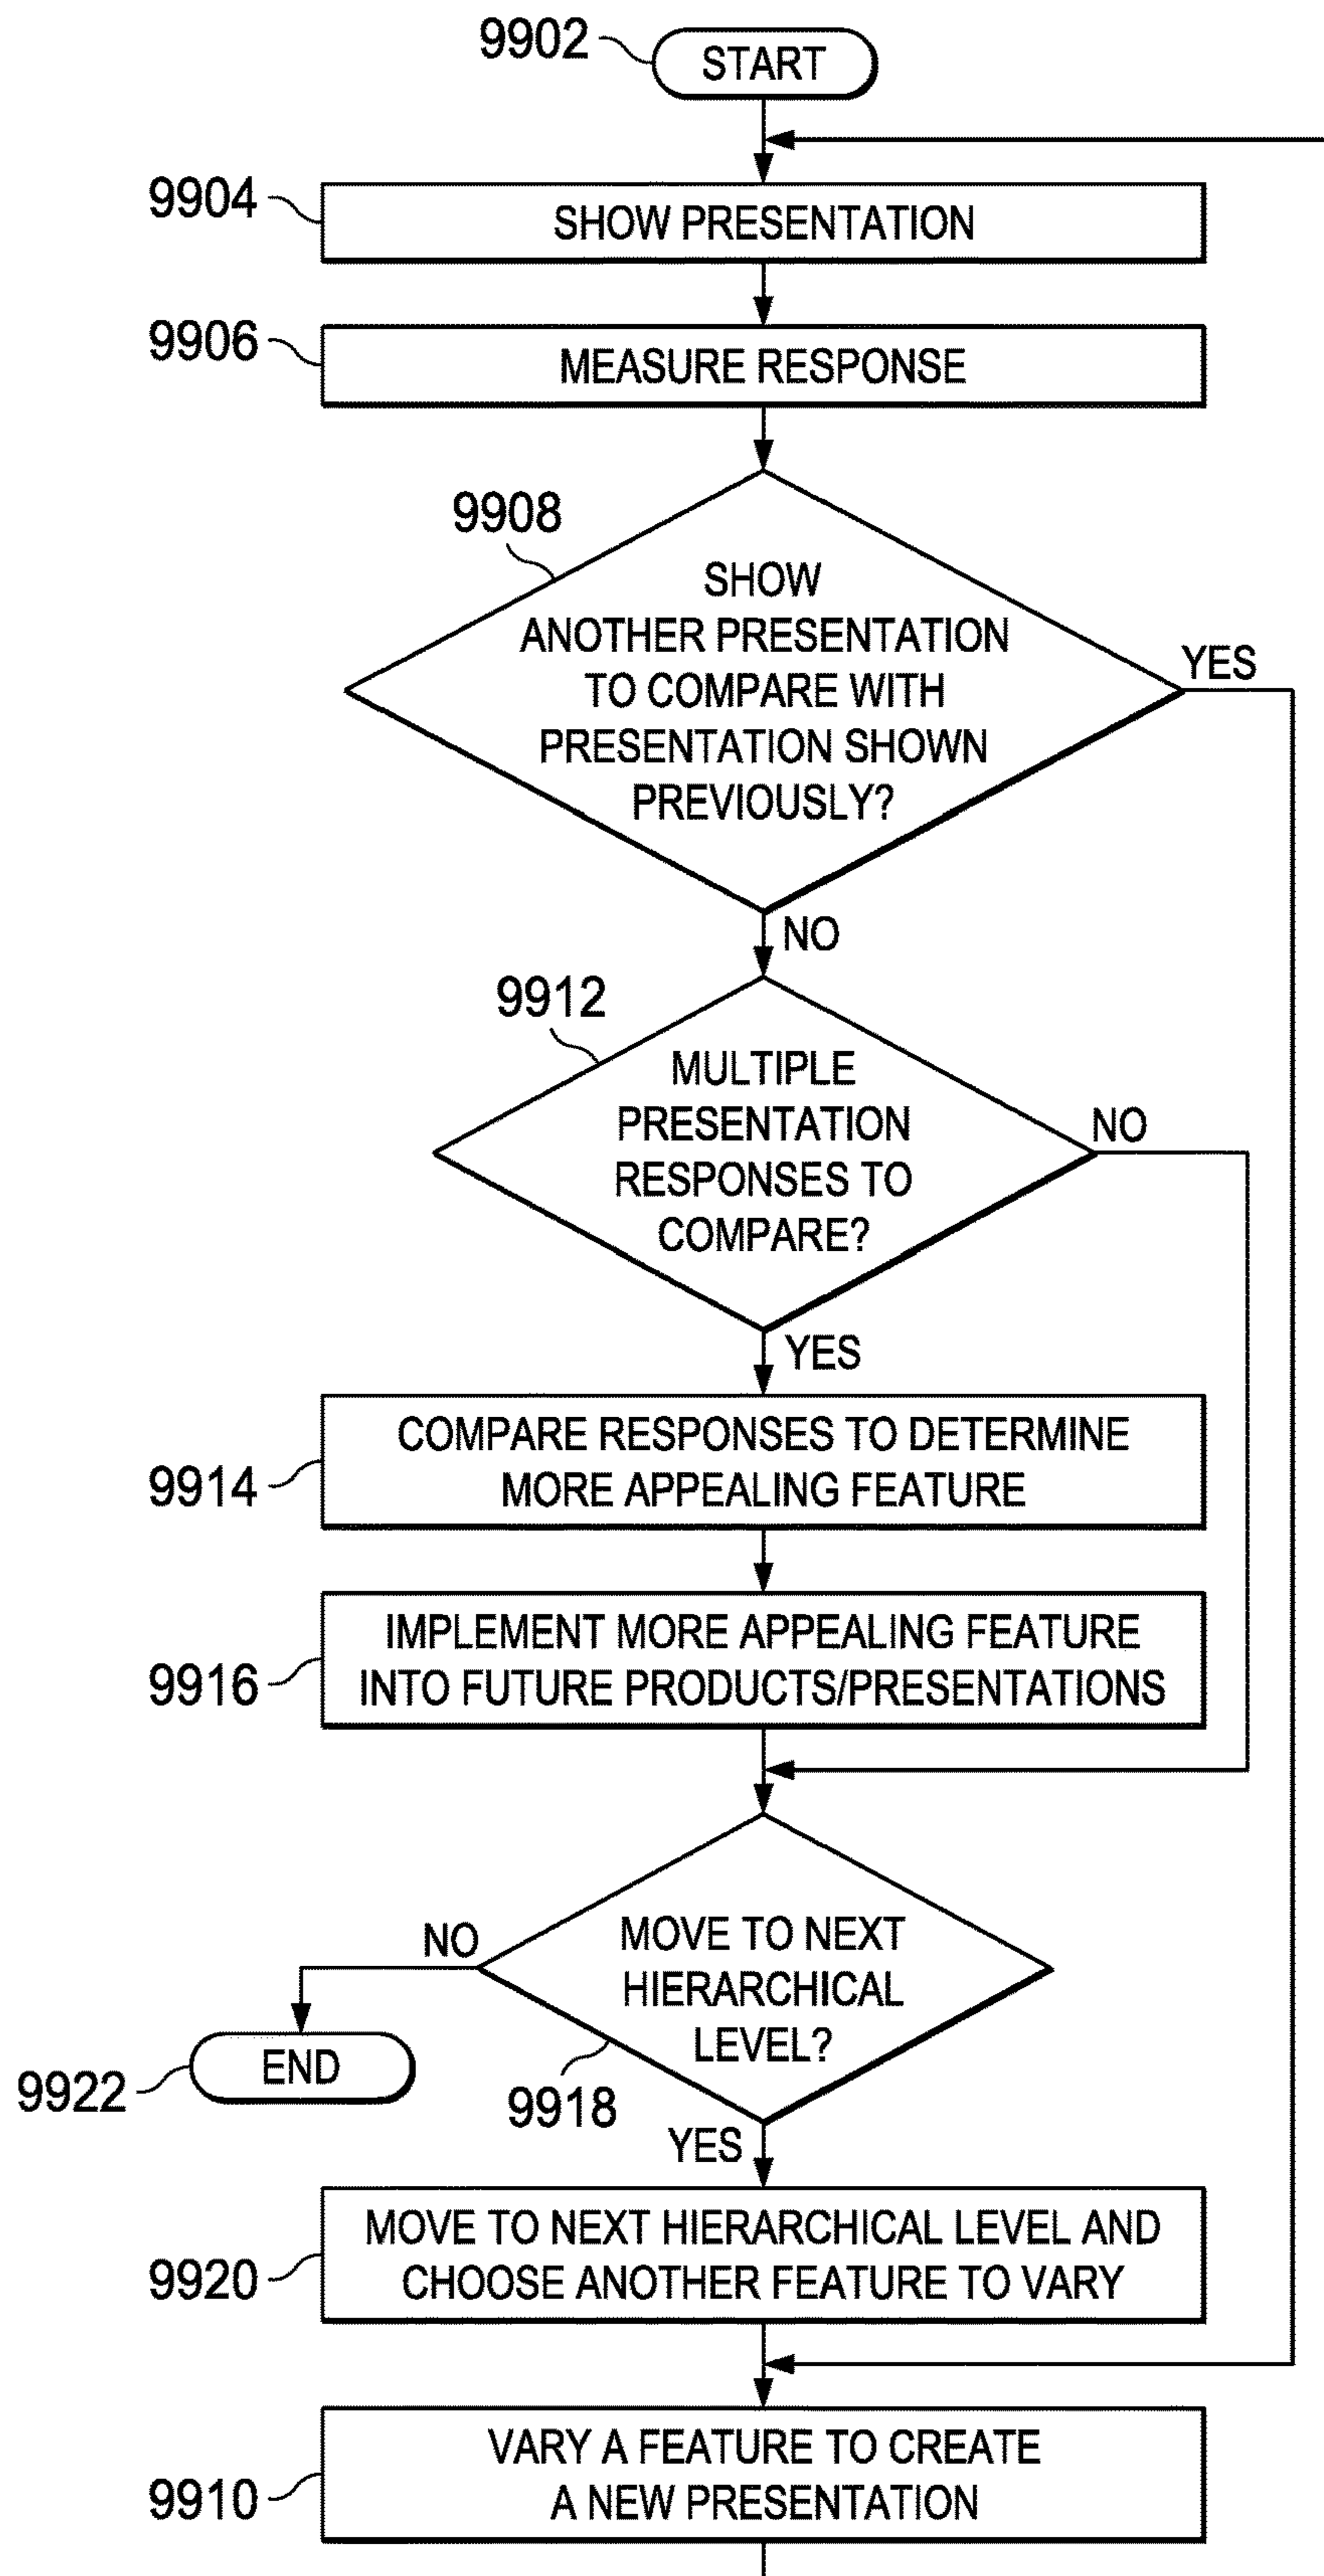 9902
START
9904
SHOW PRESENTATION
9906
MEASURE RESPONSE
9908
SHOW
ANOTHER PRESENTATION
TO COMPARE WITH
PRESENTATION SHOWN
PREVIOUSLY?
YES
NO
9912
MULTIPLE
PRESENTATION
RESPONSES TO
COMPARE?
NO
YES
9914
COMPARE RESPONSES TO DETERMINE
MORE APPEALING FEATURE
9916
IMPLEMENT MORE APPEALING FEATURE
INTO FUTURE PRODUCTS/PRESENTATIONS
MOVE TO NEXT
HIERARCHICAL
LEVEL?
NO
END
9922
9918
YES
9920
MOVE TO NEXT HIERARCHICAL LEVEL AND
CHOOSE ANOTHER FEATURE TO VARY
9910
VARY A FEATURE TO CREATE
A NEW PRESENTATION